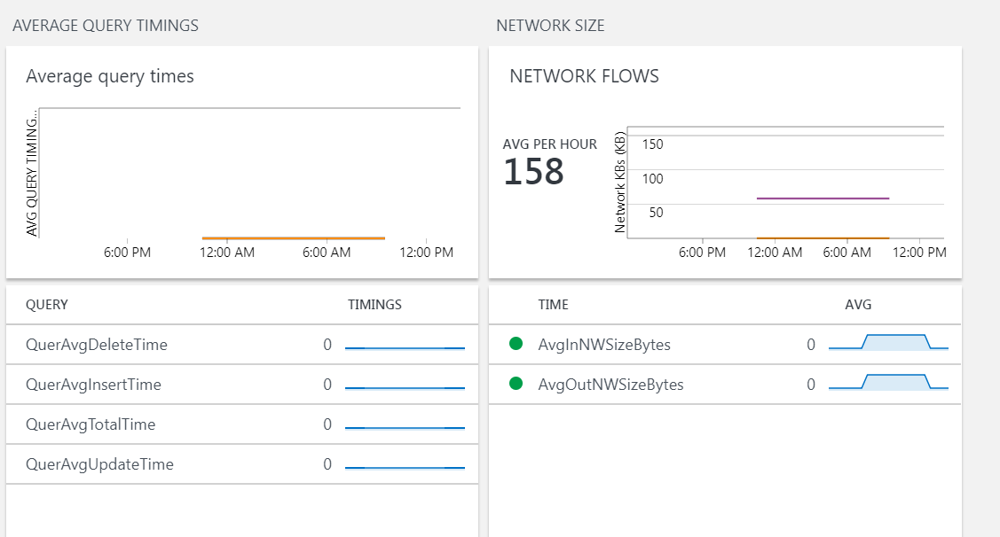 AVERAGE QUERY TIMINGS
Average query times
AVG QUERY TIMING...
6:00 PM 12:00 AM 6:00 AM 12:00 PM
QUERY TIMINGS
QuerAvgDeleteTime 0
QuerAvgInsertTime 0
QuerAvgTotalTime 0
QuerAvgUpdateTime 0
NETWORK SIZE
NETWORK FLOWS
AVG PER HOUR
158
Network KBs (KB)
150
100
50
6:00 PM 12:00 AM 6:00 AM 12:00 PM
TIME AVG
AvgInNWSizeBytes 0
AvgOutNWSizeBytes 0